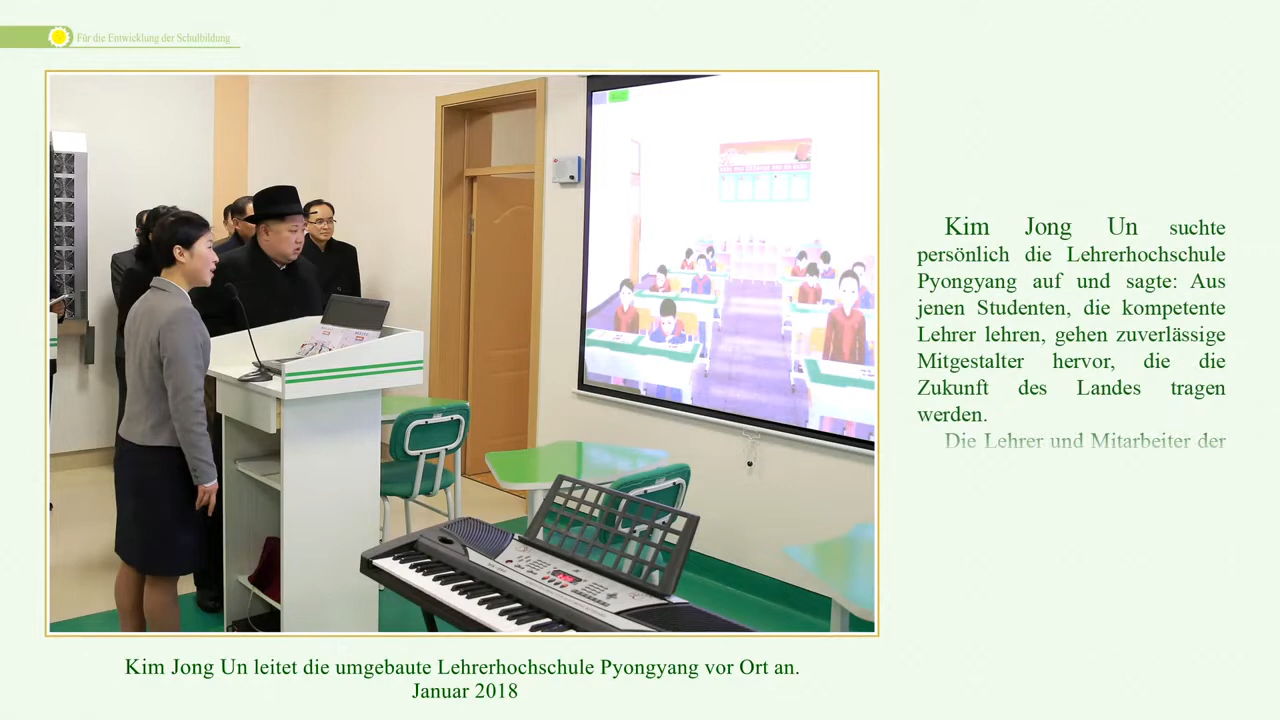 Für die Entwicklung der Schulbildung
Kim Jong Un suchte
persönlich die Lehrerhochschule
Pyongyang auf und sagte: Aus
jenen Studenten, die kompetente
Lehrer lehren, gehen zuverlässige
Mitgestalter hervor, die die
Zukunft des Landes tragen
werden.
Die Lehrer und Mitarbeiter der
Kim Jong Un leitet die umgebaute Lehrerhochschule Pyongyang vor Ort an.
Januar 2018